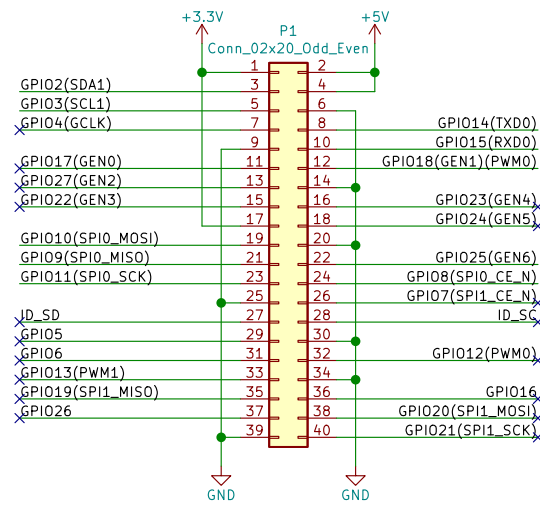 +3.3V +5V
P1
Conn_02x20_Odd_Even
1 2
GPIO2(SDA1) 3 4
GPIO3(SCL1) 5 6
GPIO4(GCLK) 7 8 GPIO14(TXD0)
9 10 GPIO15(RXD0)
GPIO17(GEN0) 11 12 GPIO18(GEN1)(PWM0)
GPIO27(GEN2) 13 14
GPIO22(GEN3) 15 16 GPIO23(GEN4)
17 18 GPIO24(GEN5)
GPIO10(SPI0_MOSI) 19 20
GPIO9(SPI0_MISO) 21 22 GPIO25(GEN6)
GPIO11(SPI0_SCK) 23 24 GPIO8(SPI0_CE_N)
25 26 GPIO7(SPI1_CE_N)
ID_SD 27 28 ID_SC
GPIO5 29 30
GPIO6 31 32 GPIO12(PWM0)
GPIO13(PWM1) 33 34
GPIO19(SPI1_MISO) 35 36 GPIO16
GPIO26 37 38 GPIO20(SPI1_MOSI)
39 40 GPIO21(SPI1_SCK)
GND GND